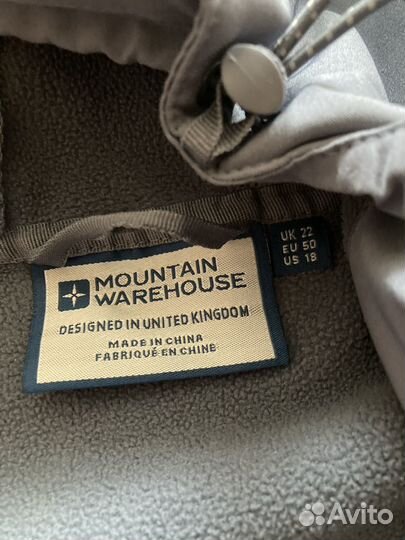 MOUNTAIN
WAREHOUSE
DESIGNED IN UNITED KINGDOM
MADE IN CHINA
FABRIQUÉ EN CHINE
UK 22
EU 50
US 18
Avito